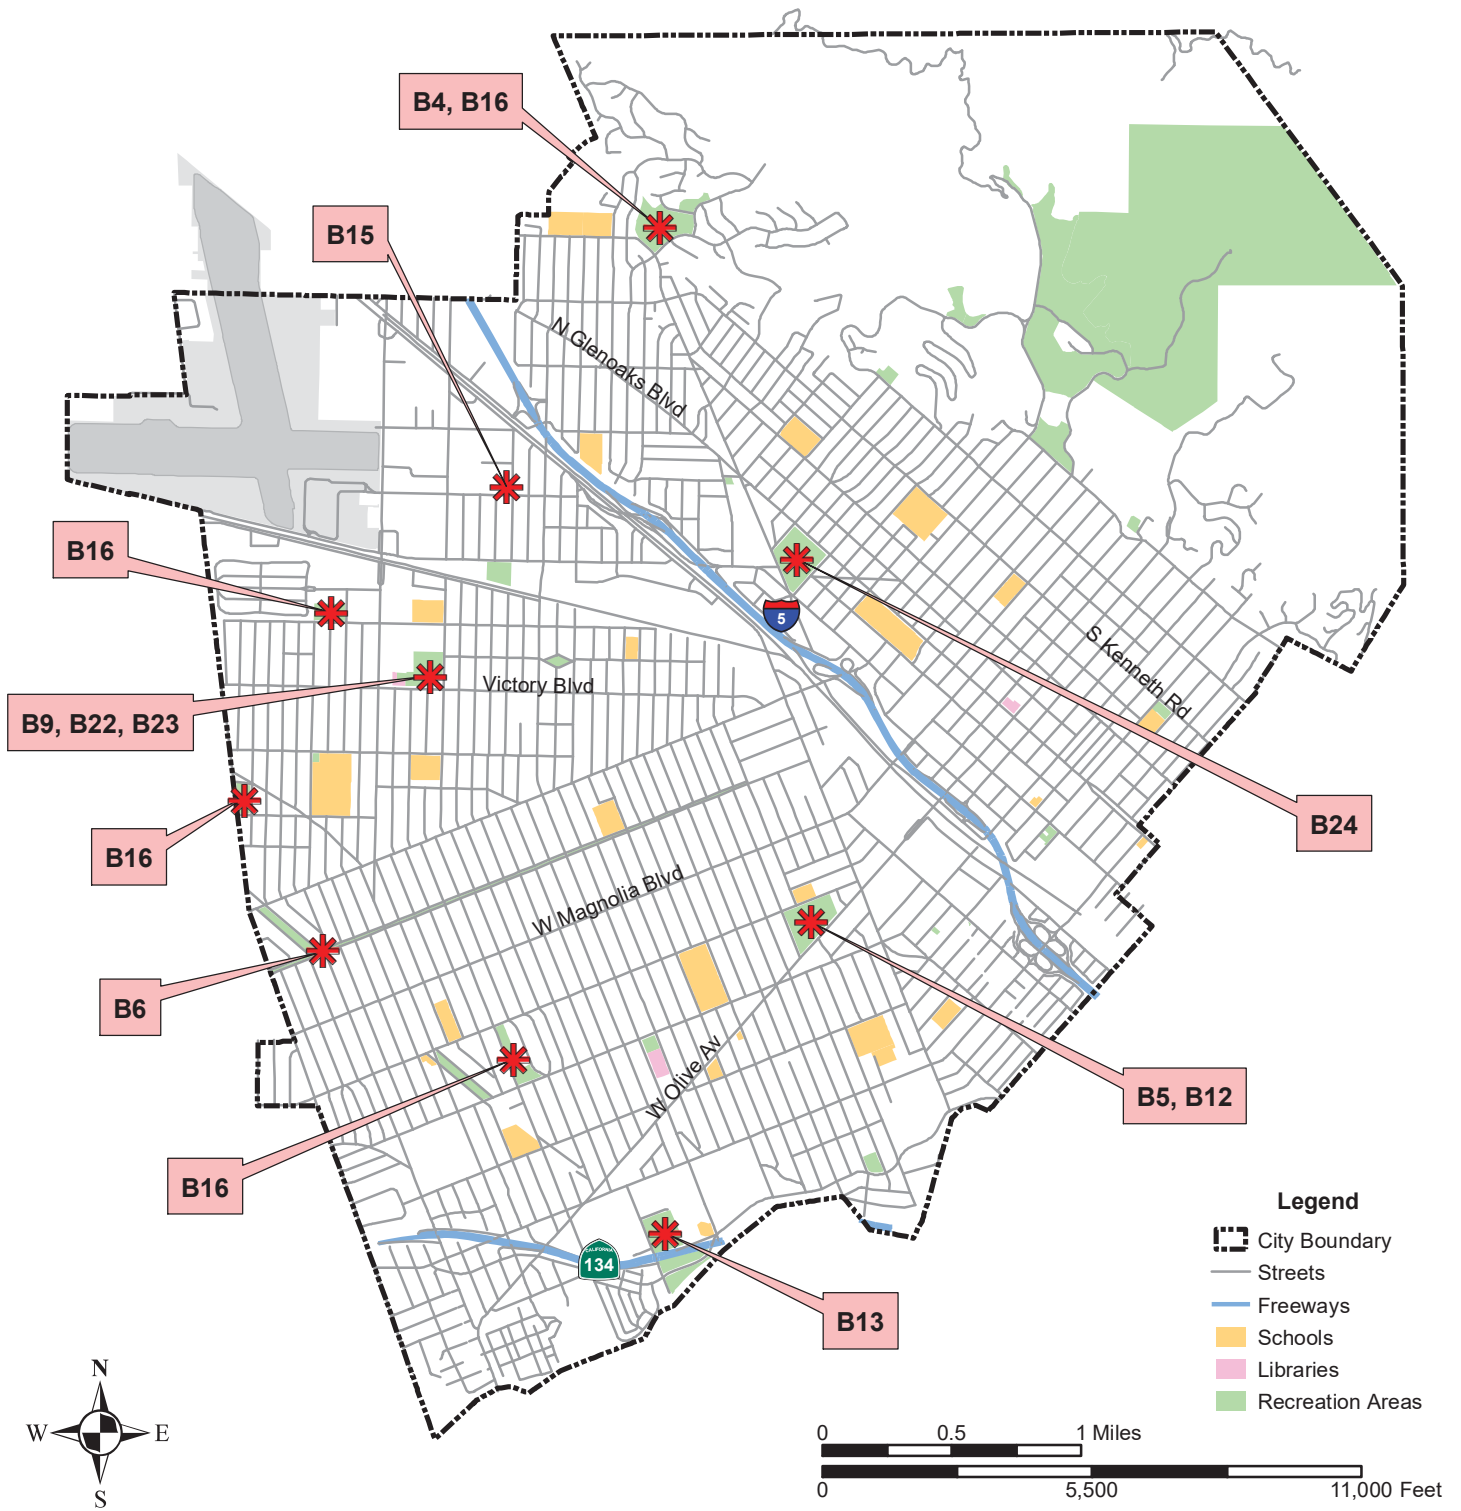 B4, B16
B15
N Glenoaks Blvd
B16
5
S Kenneth Rd
Victory Blvd
B9, B22, B23
B24
B16
W Magnolia Blvd
B6
W Olive Av
B5, B12
B16
CALIFORNIA
134
B13
Legend
City Boundary
Streets
Freeways
Schools
Libraries
Recreation Areas
N
W E
S
0 0.5 1 Miles
0 5,500 11,000 Feet